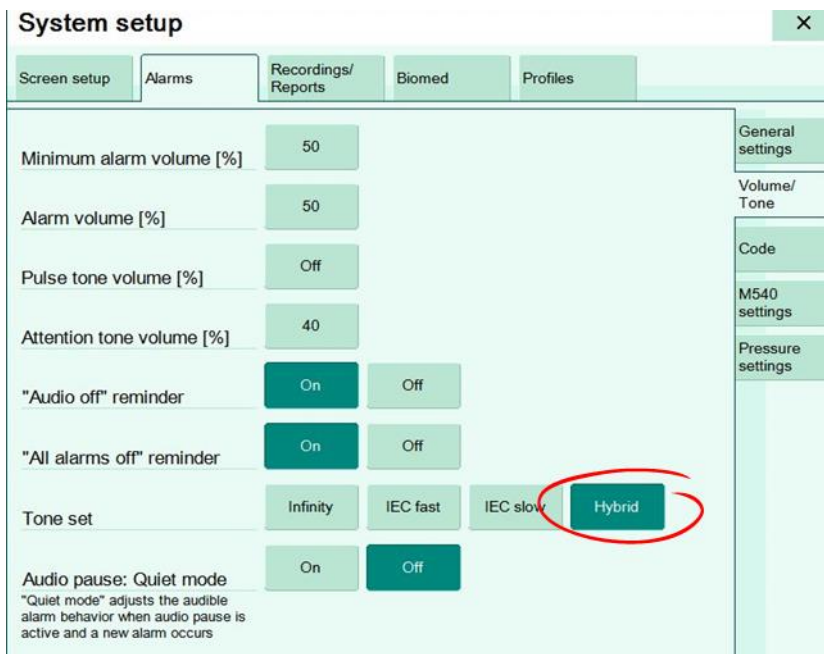 System setup
×
Screen setup
Alarms
Recordings/
Reports
Biomed
Profiles
General
settings
Volume/
Tone
Code
M540
settings
Pressure
settings
Minimum alarm volume [%] 50
Alarm volume [%] 50
Pulse tone volume [%] Off
Attention tone volume [%] 40
"Audio off" reminder On Off
"All alarms off" reminder On Off
Tone set Infinity IEC fast IEC slow Hybrid
Audio pause: Quiet mode On Off
"Quiet mode" adjusts the audible
alarm behavior when audio pause is
active and a new alarm occurs